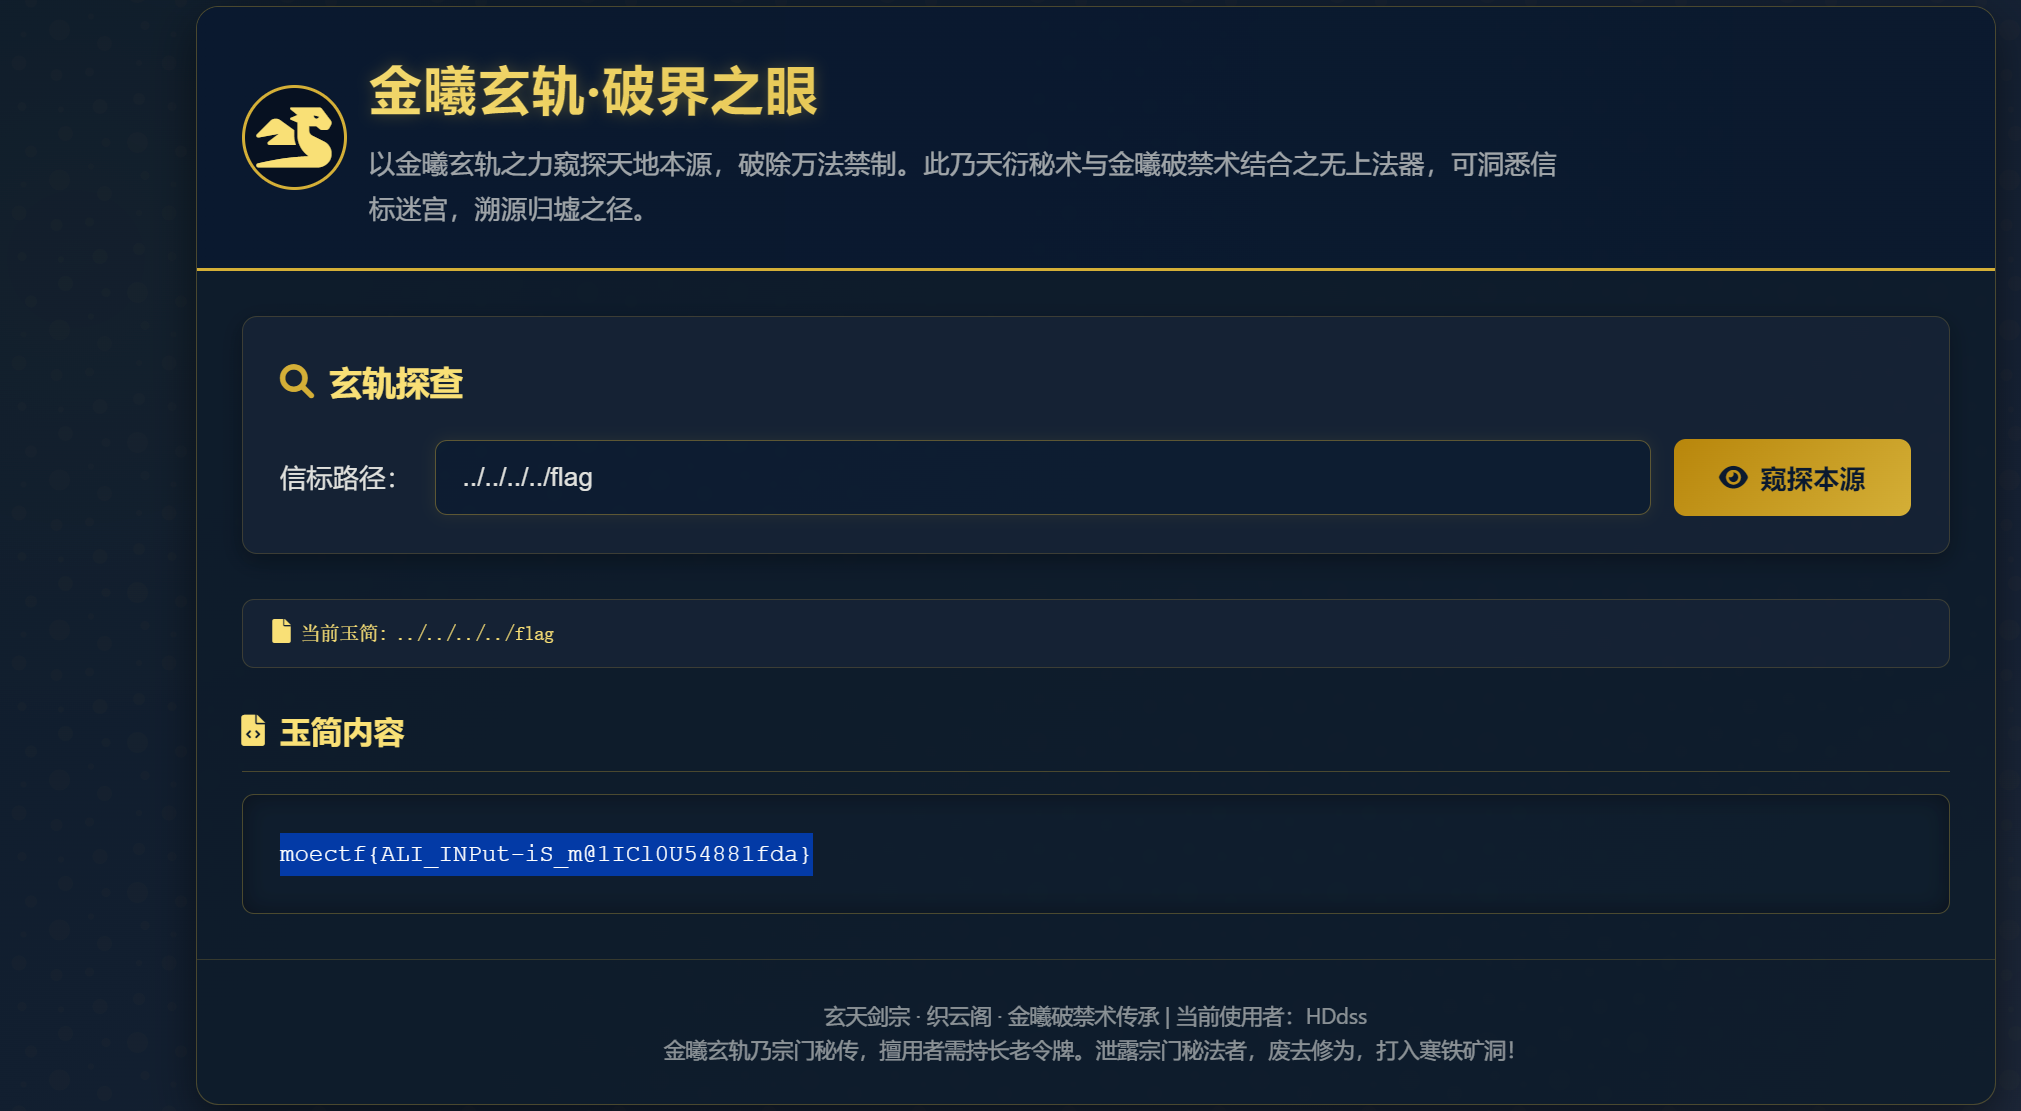 金曦玄轨·破界之眼
以金曦玄轨之力窥探天地本源，破除万法禁制。此乃天衍秘术与金曦破禁术结合之无上法器，可洞悉信
标迷宫，溯源归墟之径。
玄轨探查
信标路径： ../../../../flag 窥探本源
当前玉简：../../../../flag
玉简内容
moectf{ALI_INPut-iS_m@1ICl0U54881fda}
玄天剑宗 · 织云阁 · 金曦破禁术传承 | 当前使用者：HDdss
金曦玄轨乃宗门秘传，擅用者需持长老令牌。泄露宗门秘法者，废去修为，打入寒铁矿洞！